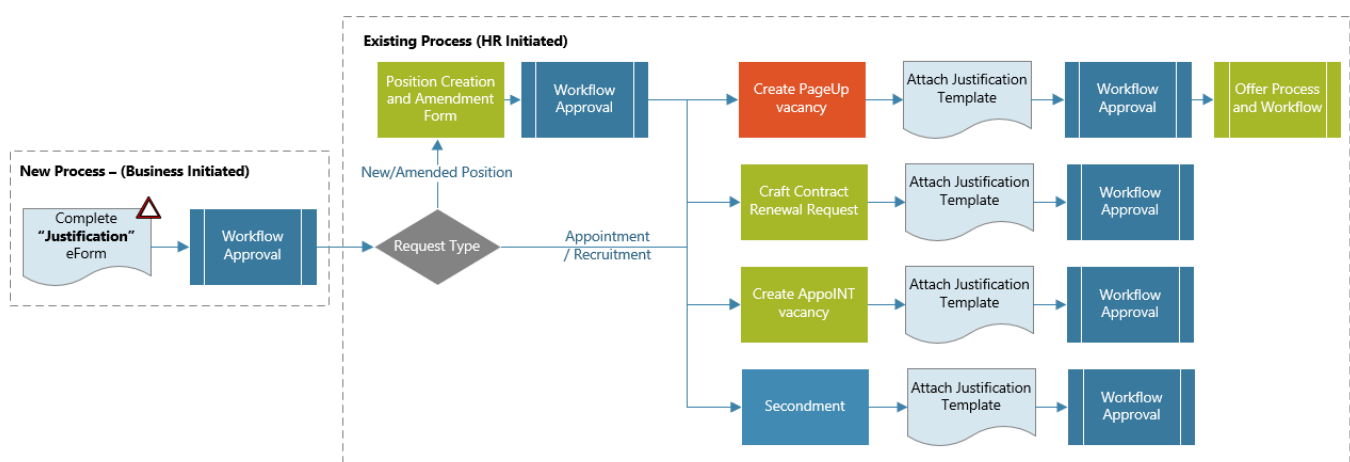 Existing Process (HR Initiated)
Position Creation
and Amendment
Form
Workflow
Approval
Create PageUp
vacancy
Attach Justification
Template
Workflow
Approval
Offer Process
and Workflow
New Process – (Business Initiated)
Complete
“Justification”
eForm
Workflow
Approval
New/Amended Position
Request Type
Appointment
/ Recruitment
Craft Contract
Renewal Request
Attach Justification
Template
Workflow
Approval
Create AppoINT
vacancy
Attach Justification
Template
Workflow
Approval
Secondment
Attach Justification
Template
Workflow
Approval